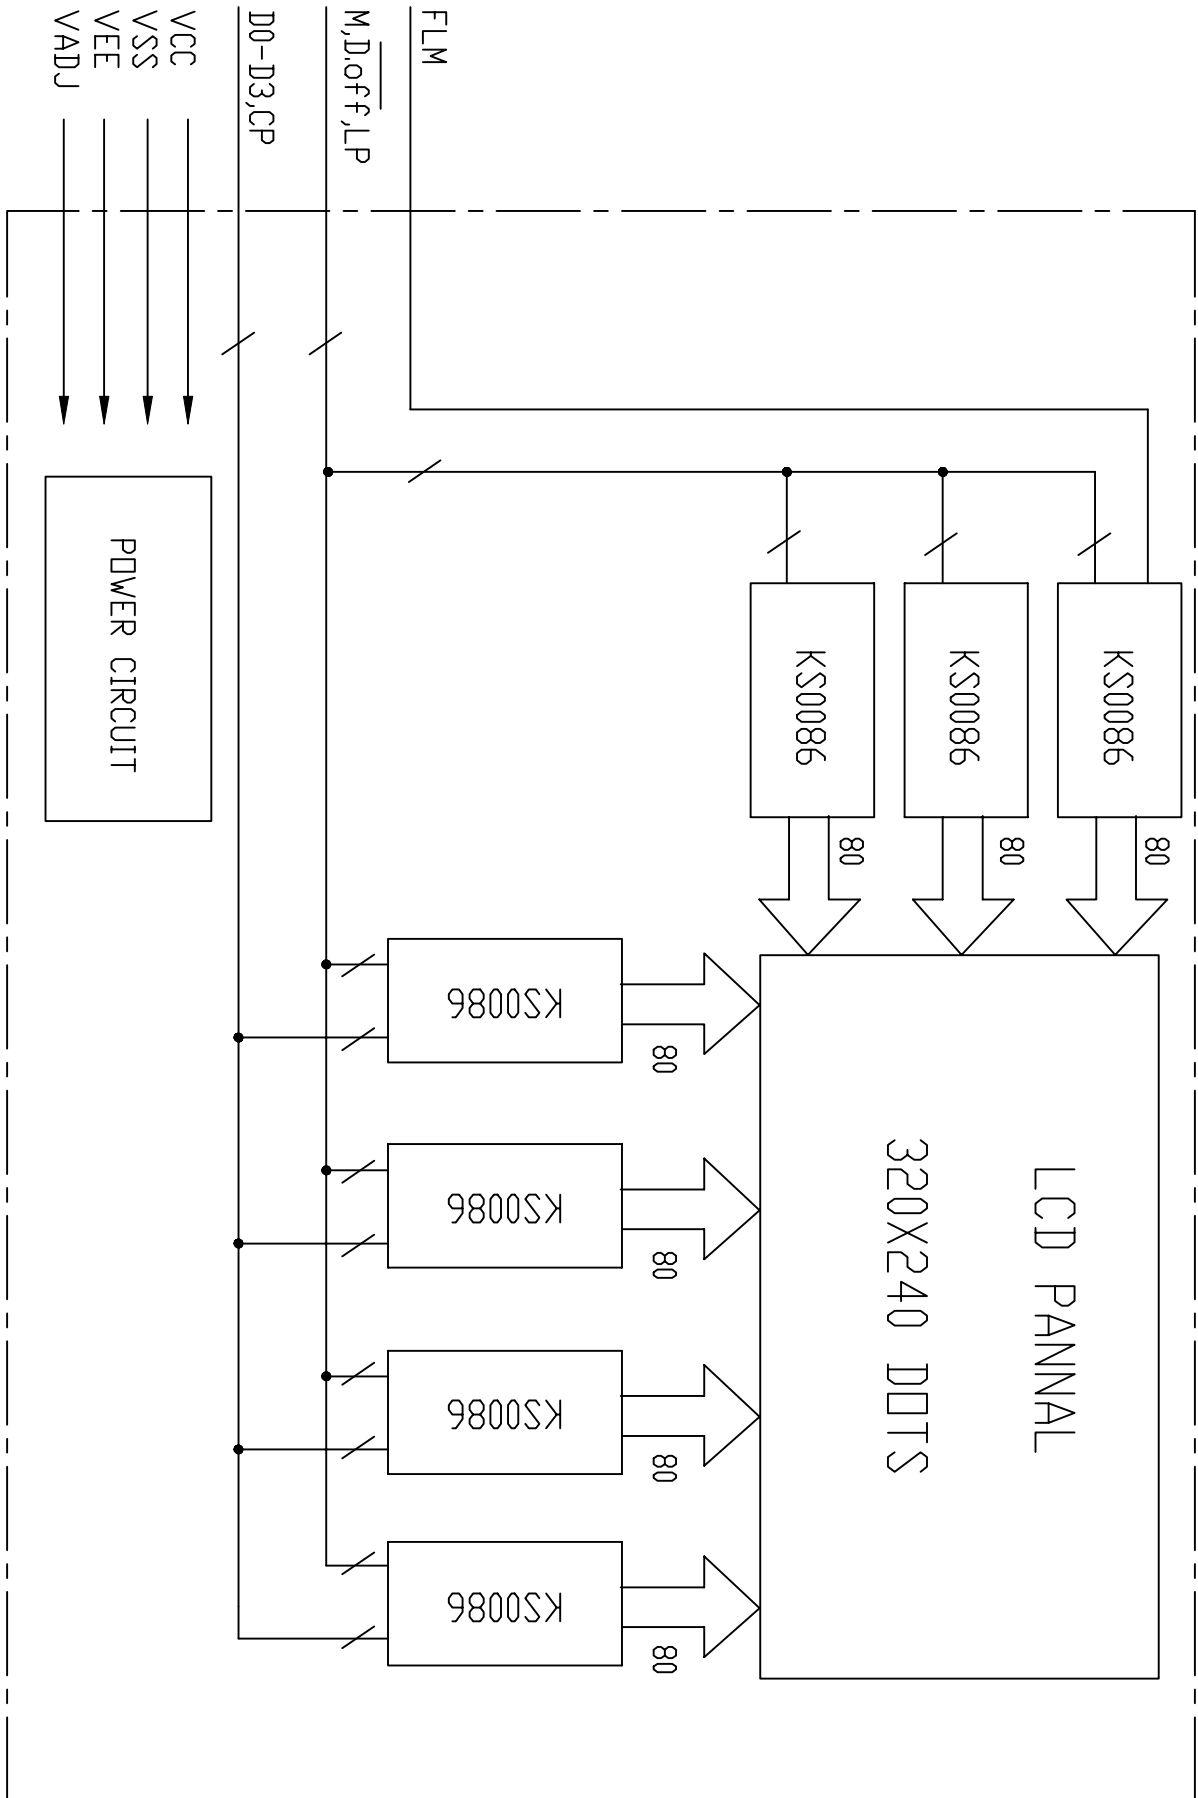 80
KS0086
LCD PANNAL
80
KS0086
320X240 DOTS
80
KS0086
80
80
80
80
KS0086
KS0086
KS0086
KS0086
FLM
M,D.off,LP
D0-D3,CP
VCC
VSS
POWER CIRCUIT
VEE
VADJ